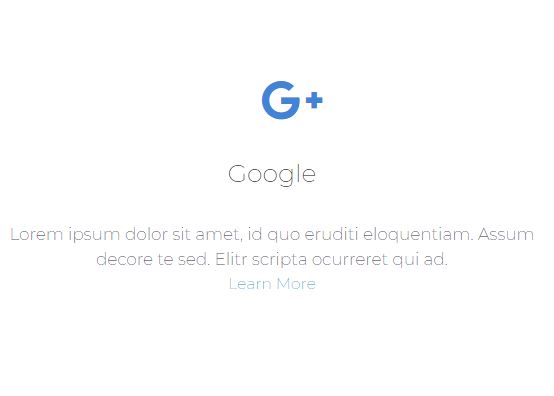 G+
Google
Lorem ipsum dolor sit amet, id quo eruditi eloquentiam. Assum
decore te sed. Elitr scripta ocurreret qui ad.
Learn More